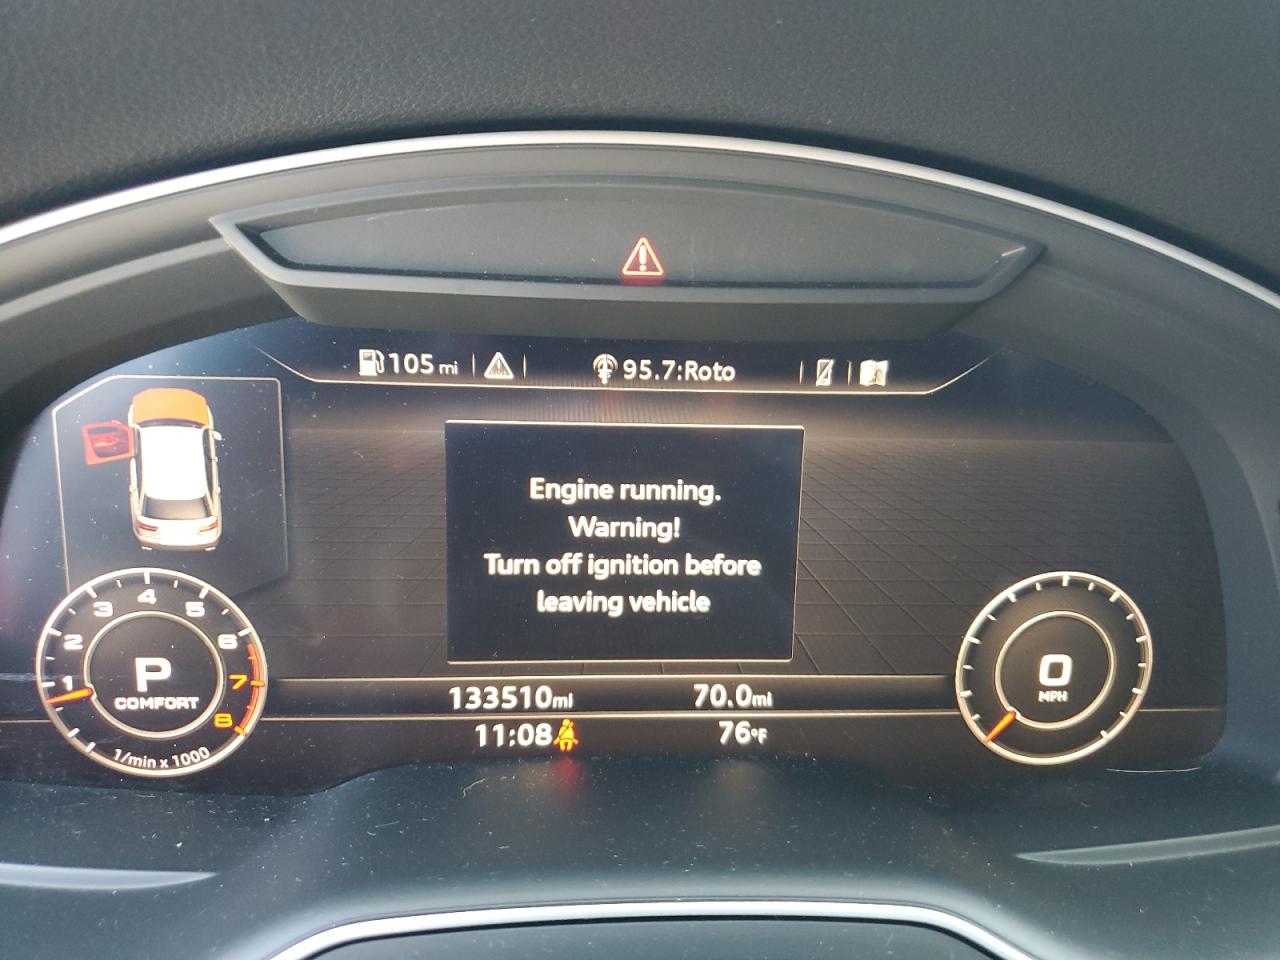 105 mi
95.7:Roto
Engine running.
Warning!
Turn off ignition before
leaving vehicle
1 2 3 4 5 6 7 8
P
COMFORT
1/min x 1000
0
MPH
133510mi
70.0mi
11:08
76°F